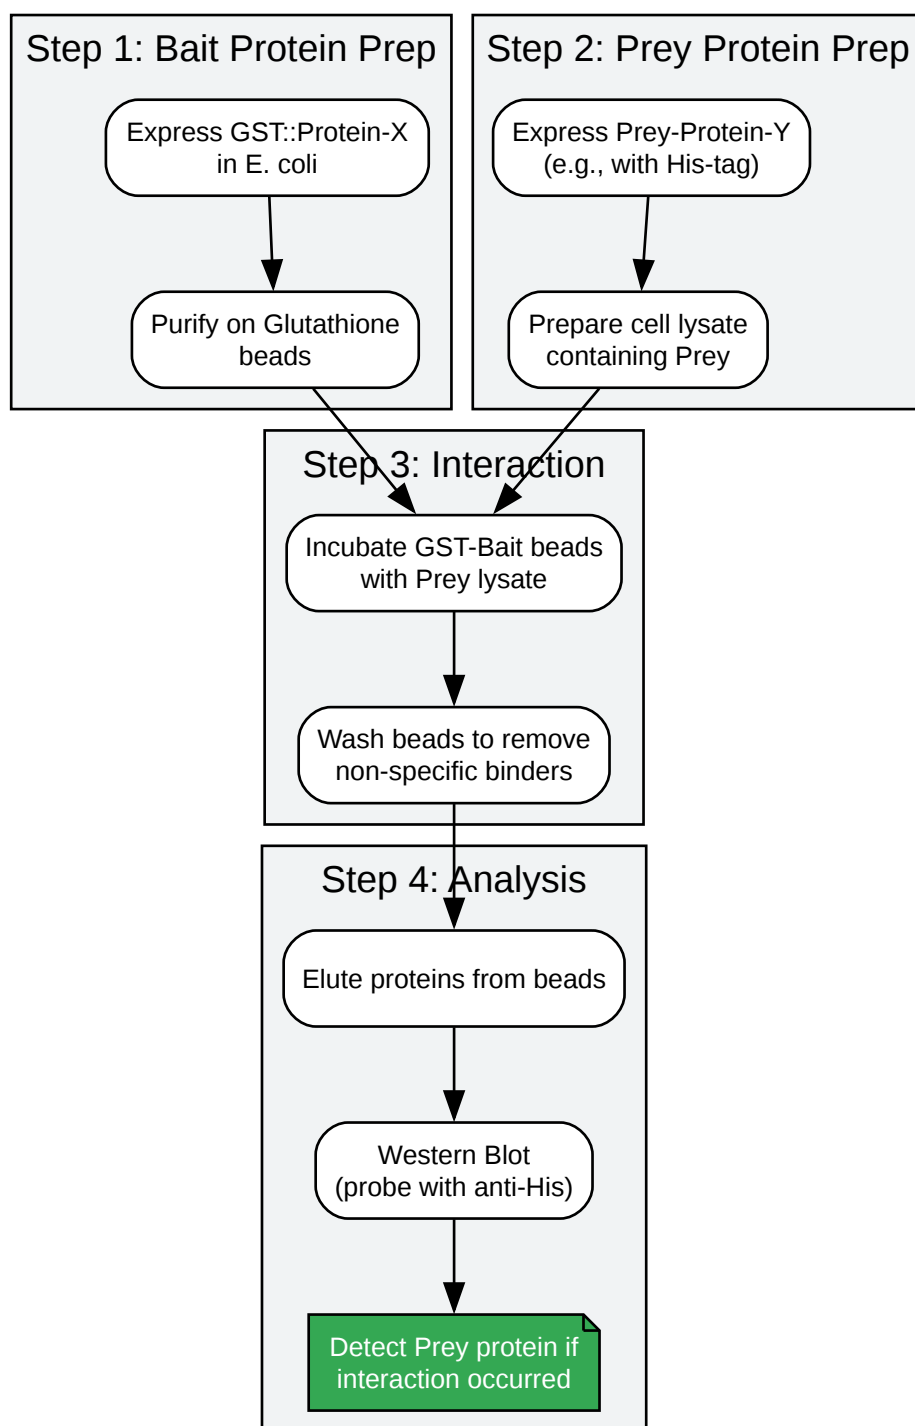 Step 1: Bait Protein Prep
Express GST::Protein-X
in E. coli
Purify on Glutathione
beads
Step 2: Prey Protein Prep
Express Prey-Protein-Y
(e.g., with His-tag)
Prepare cell lysate
containing Prey
Step 3: Interaction
Incubate GST-Bait beads
with Prey lysate
Wash beads to remove
non-specific binders
Step 4: Analysis
Elute proteins from beads
Western Blot
(probe with anti-His)
Detect Prey protein if
interaction occurred